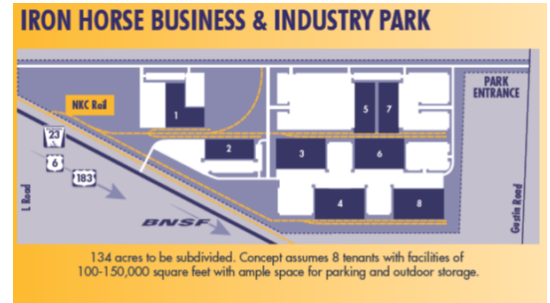 IRON HORSE BUSINESS & INDUSTRY PARK
PARK
ENTRANCE
NKC Rail
1
5
7
23
6
183
2
3
6
4
8
L Road
BNSF
Gustin Road
134 acres to be subdivided. Concept assumes 8 tenants with facilities of
100-150,000 square feet with ample space for parking and outdoor storage.